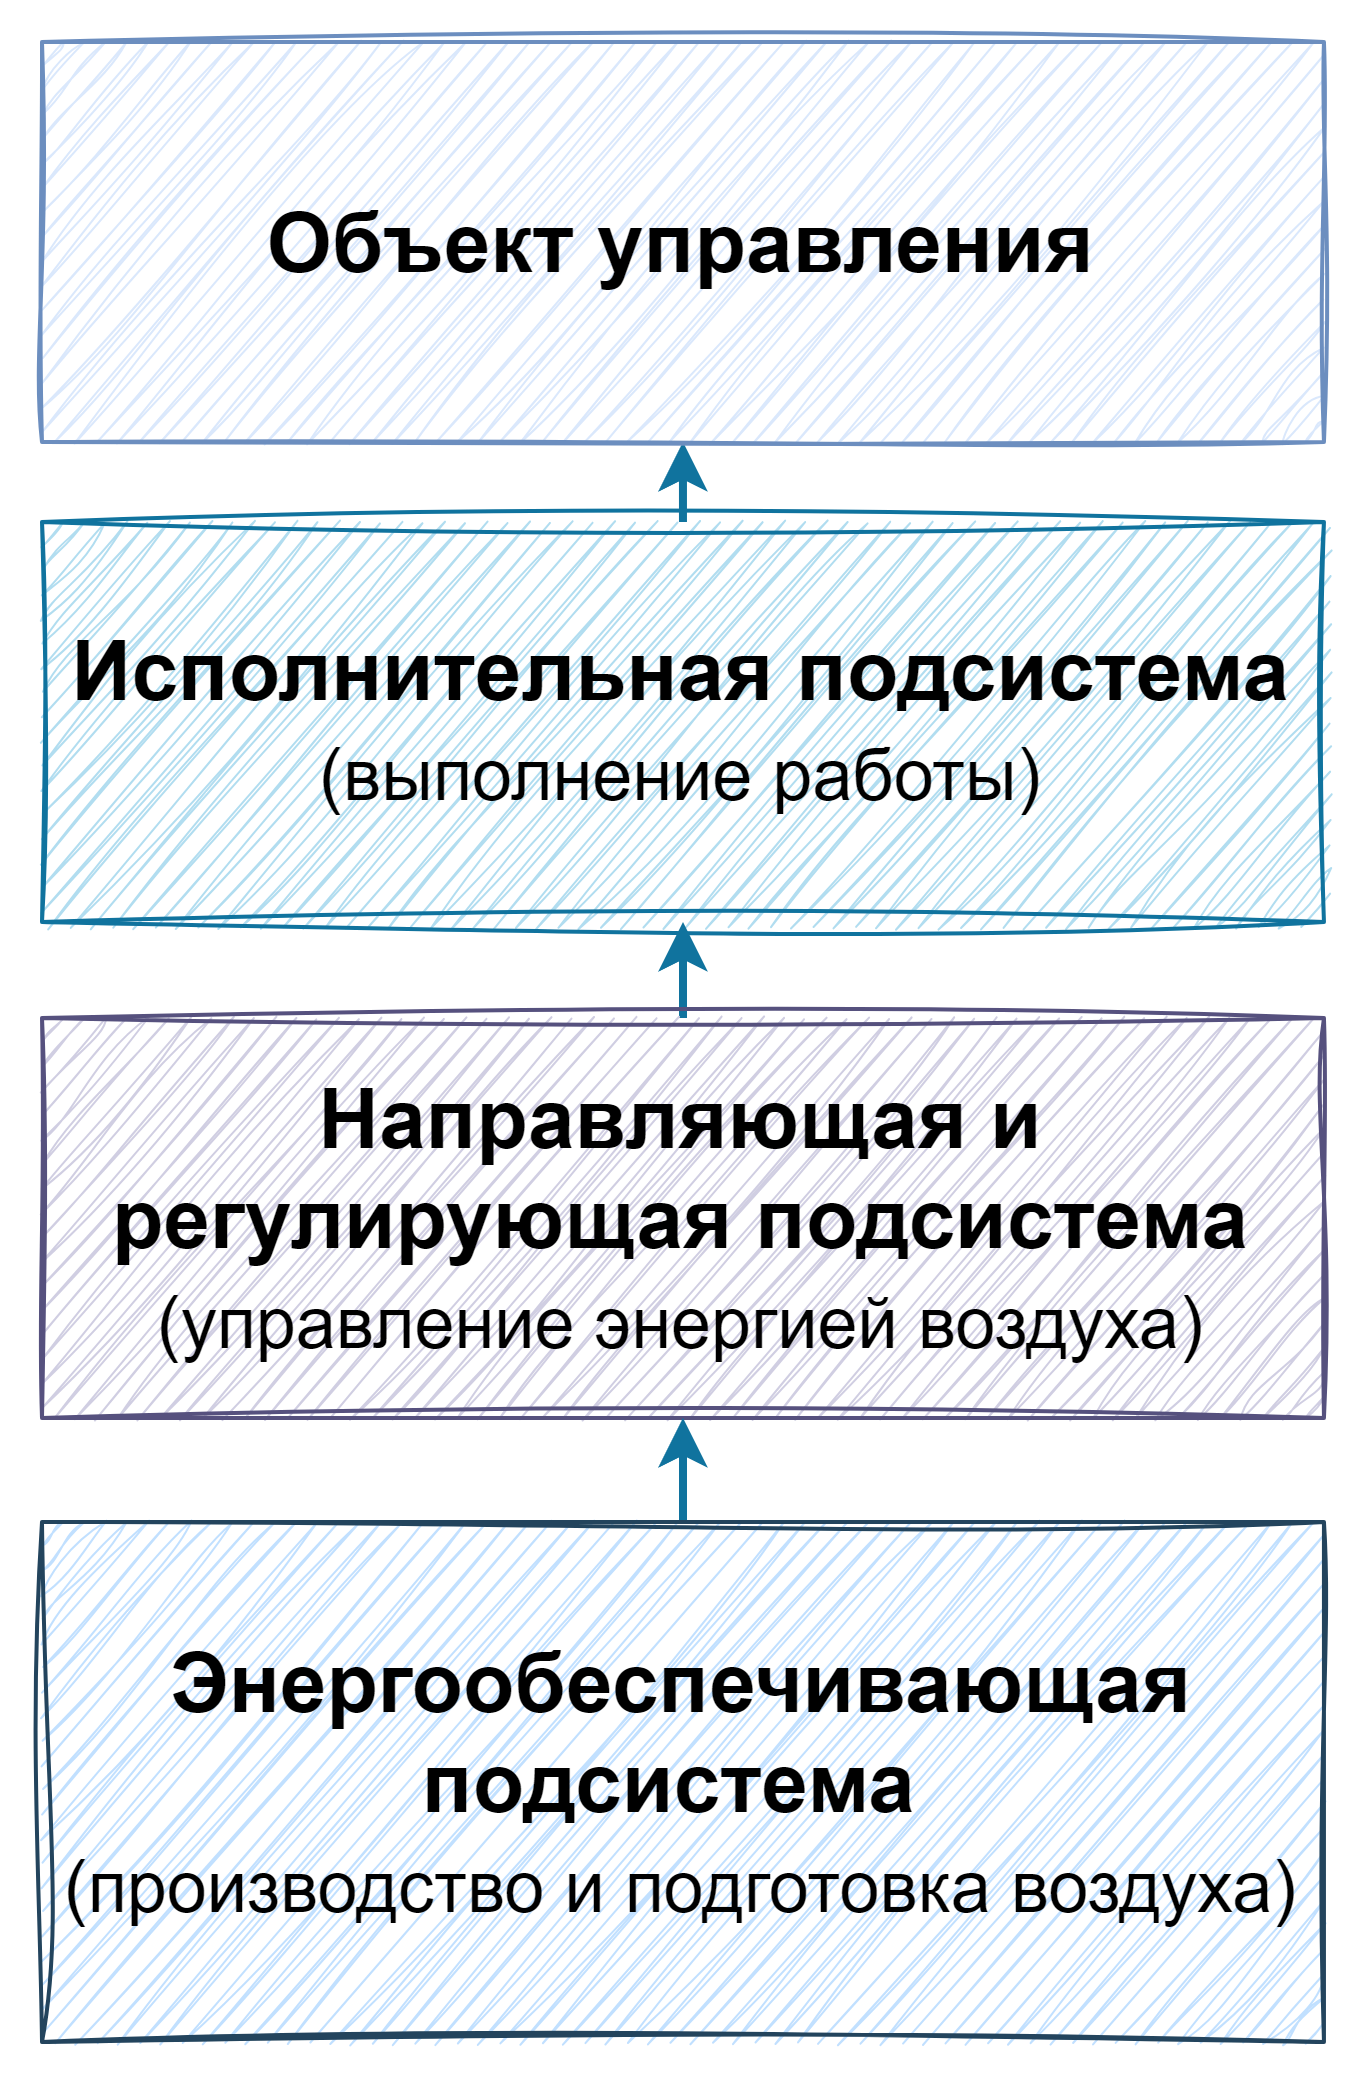 Объект управления
Исполнительная подсистема
(выполнение работы)
Направляющая и
регулирующая подсистема
(управление энергией воздуха)
Энергообеспечивающая
подсистема
(производство и подготовка воздуха)